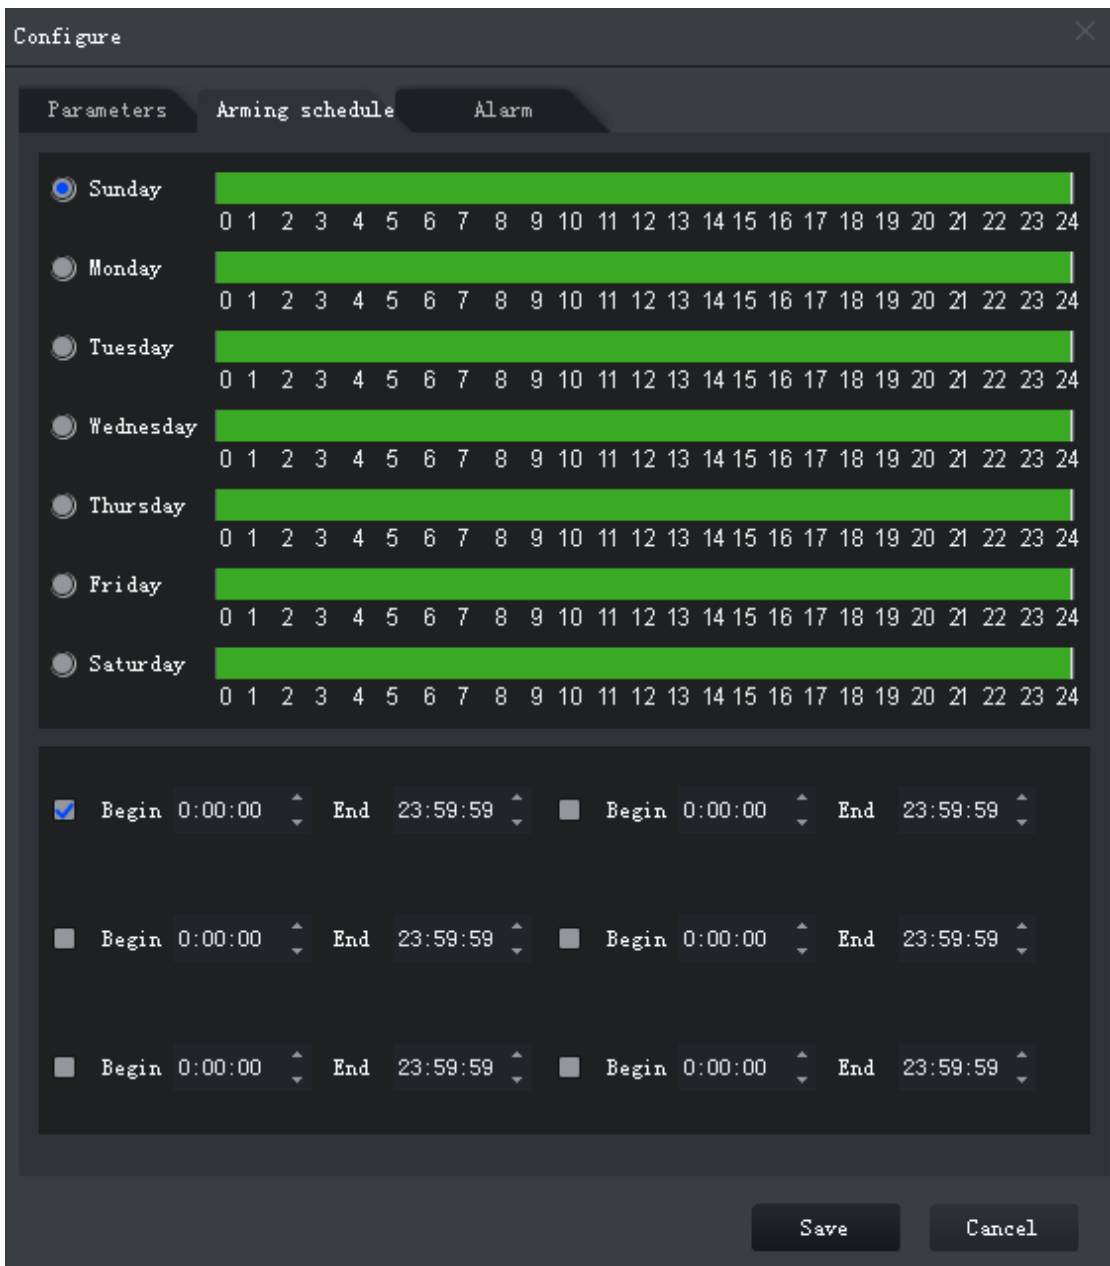 Configure
Parameters Arming schedule Alarm
Sunday
0 1 2 3 4 5 6 7 8 9 10 11 12 13 14 15 16 17 18 19 20 21 22 23 24
Monday
0 1 2 3 4 5 6 7 8 9 10 11 12 13 14 15 16 17 18 19 20 21 22 23 24
Tuesday
0 1 2 3 4 5 6 7 8 9 10 11 12 13 14 15 16 17 18 19 20 21 22 23 24
Wednesday
0 1 2 3 4 5 6 7 8 9 10 11 12 13 14 15 16 17 18 19 20 21 22 23 24
Thursday
0 1 2 3 4 5 6 7 8 9 10 11 12 13 14 15 16 17 18 19 20 21 22 23 24
Friday
0 1 2 3 4 5 6 7 8 9 10 11 12 13 14 15 16 17 18 19 20 21 22 23 24
Saturday
0 1 2 3 4 5 6 7 8 9 10 11 12 13 14 15 16 17 18 19 20 21 22 23 24
Begin 0:00:00 End 23:59:59 Begin 0:00:00 End 23:59:59
Begin 0:00:00 End 23:59:59 Begin 0:00:00 End 23:59:59
Begin 0:00:00 End 23:59:59 Begin 0:00:00 End 23:59:59
Save Cancel